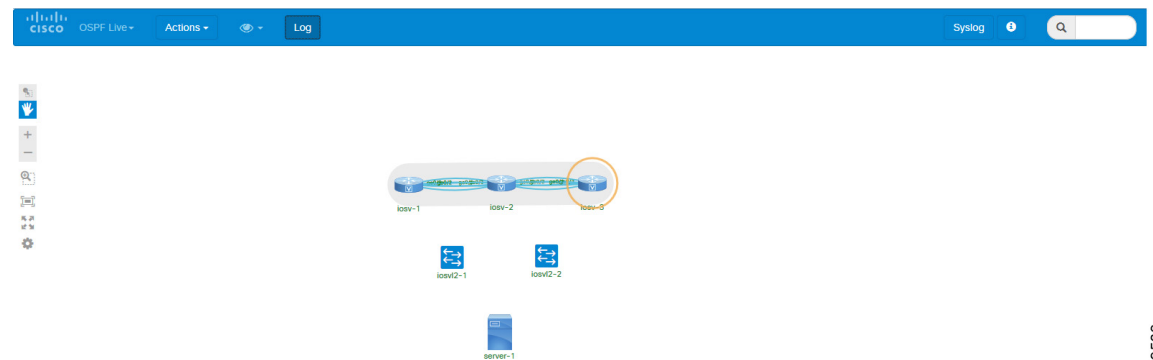 CISCO OSPF Live Actions Log Syslog
iosv-1 iosv-2 iosv-3
iosvl2-1 iosvl2-2
server-1